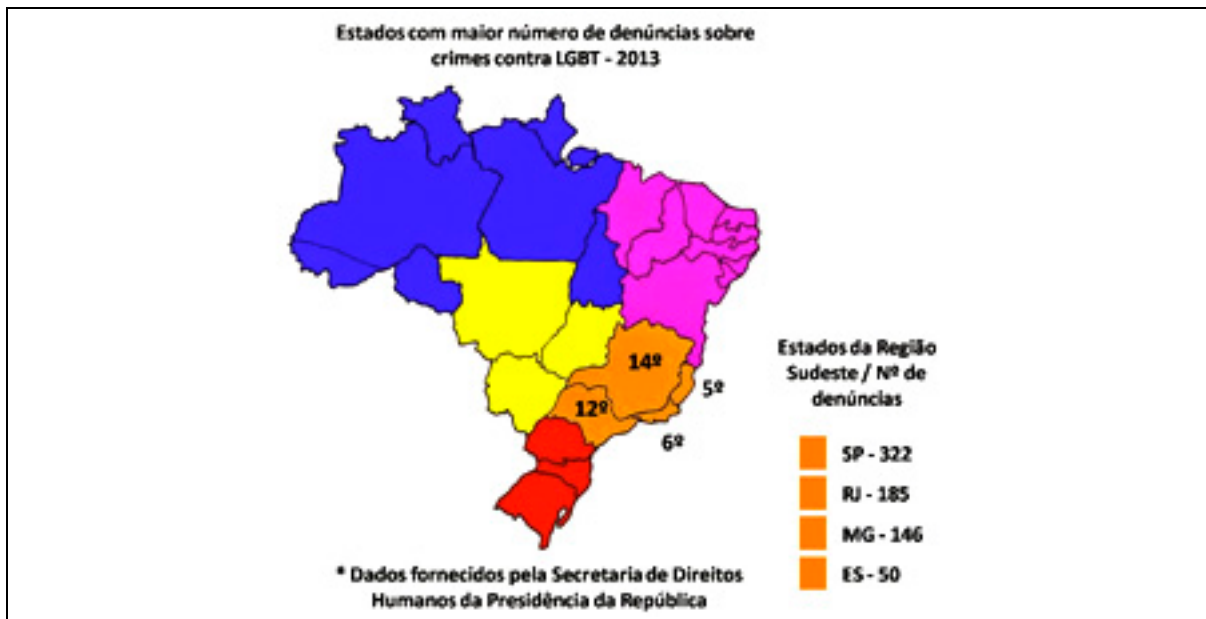 Estados com maior número de denúncias sobre
crimes contra LGBT - 2013
14º
5º
12º
6º
Estados da Região
Sudeste / Nº de
denúncias
SP - 322
RJ - 185
MG - 146
ES - 50
* Dados fornecidos pela Secretaria de Direitos
Humanos da Presidência da República